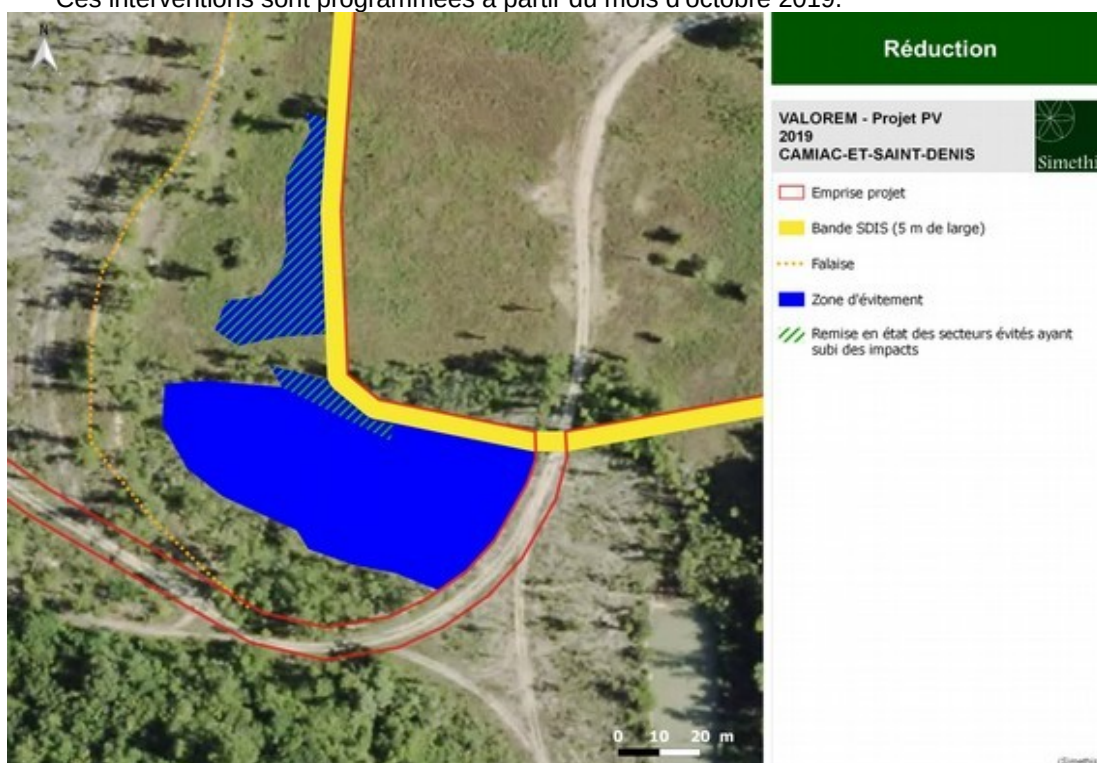 Ces interventions sont programmées à partir du mois d'octobre 2019.
N
Réduction
VALOREM - Projet PV
2019
CAMIAC-ET-SAINT-DENIS
Simethi
Emprise projet
Bande SDIS (5 m de large)
Falaise
Zone d'évitement
Remise en état des secteurs évités ayant
subi des impacts
0 10 20 m